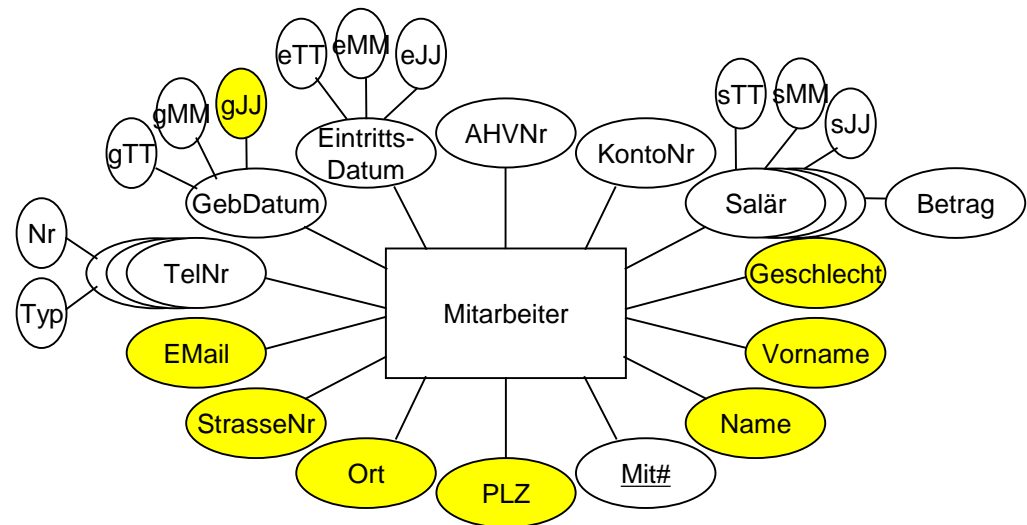 eTT
eMM
eJJ
sTT
sMM
sJJ
gTT
gMM
gJJ
Eintritts-
Datum
AHVNr
KontoNr
GebDatum
Salär
Betrag
Nr
Typ
TelNr
Geschlecht
Mitarbeiter
EMail
Vorname
StrasseNr
Name
Ort
PLZ
Mit#